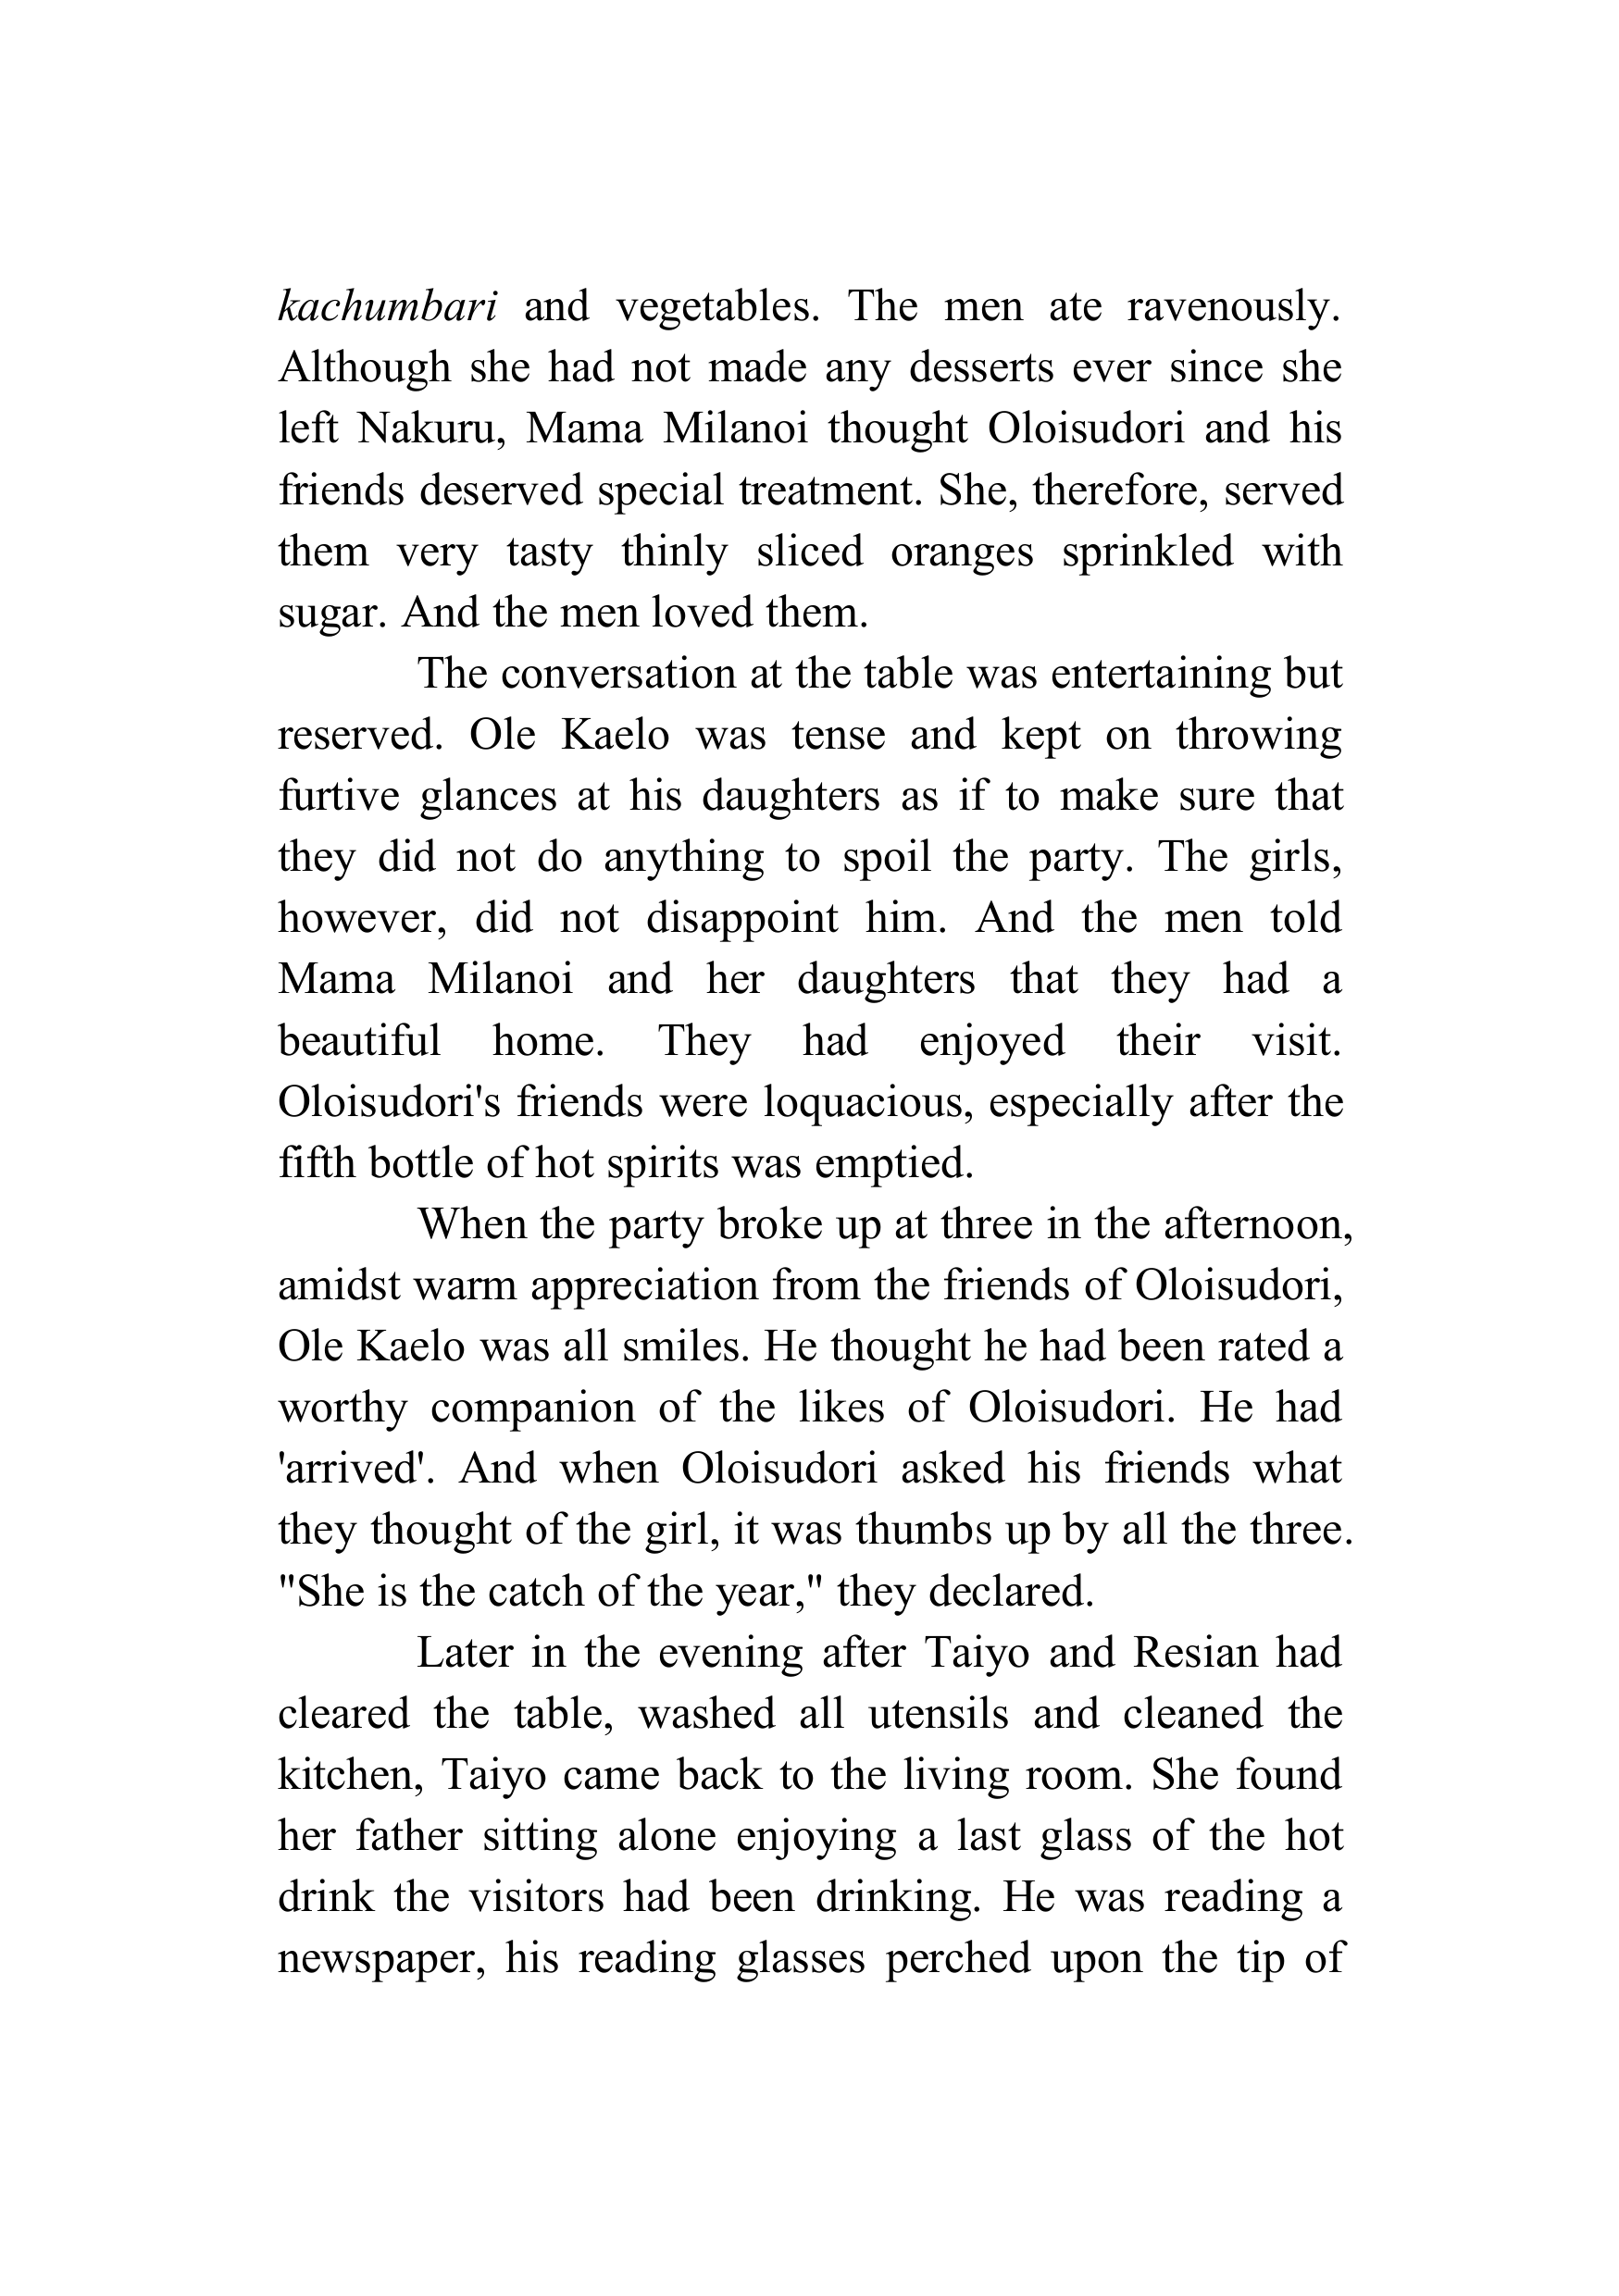 kachumbari and vegetables. The men ate ravenously.
Although she had not made any desserts ever since she
left Nakuru, Mama Milanoi thought Oloisudori and his
friends deserved special treatment. She, therefore, served
them very tasty thinly sliced oranges sprinkled with
sugar. And the men loved them.
The conversation at the table was entertaining but
reserved. Ole Kaelo was tense and kept on throwing
furtive glances at his daughters as if to make sure that
they did not do anything to spoil the party. The girls,
however, did not disappoint him. And the men told
Mama Milanoi and her daughters that they had a
beautiful home. They had enjoyed their visit.
Oloisudori's friends were loquacious, especially after the
fifth bottle of hot spirits was emptied.
When the party broke up at three in the afternoon,
amidst warm appreciation from the friends of Oloisudori,
Ole Kaelo was all smiles. He thought he had been rated a
worthy companion of the likes of Oloisudori. He had
'arrived'. And when Oloisudori asked his friends what
they thought of the girl, it was thumbs up by all the three.
"She is the catch of the year," they declared.
Later in the evening after Taiyo and Resian had
cleared the table, washed all utensils and cleaned the
kitchen, Taiyo came back to the living room. She found
her father sitting alone enjoying a last glass of the hot
drink the visitors had been drinking. He was reading a
newspaper, his reading glasses perched upon the tip of